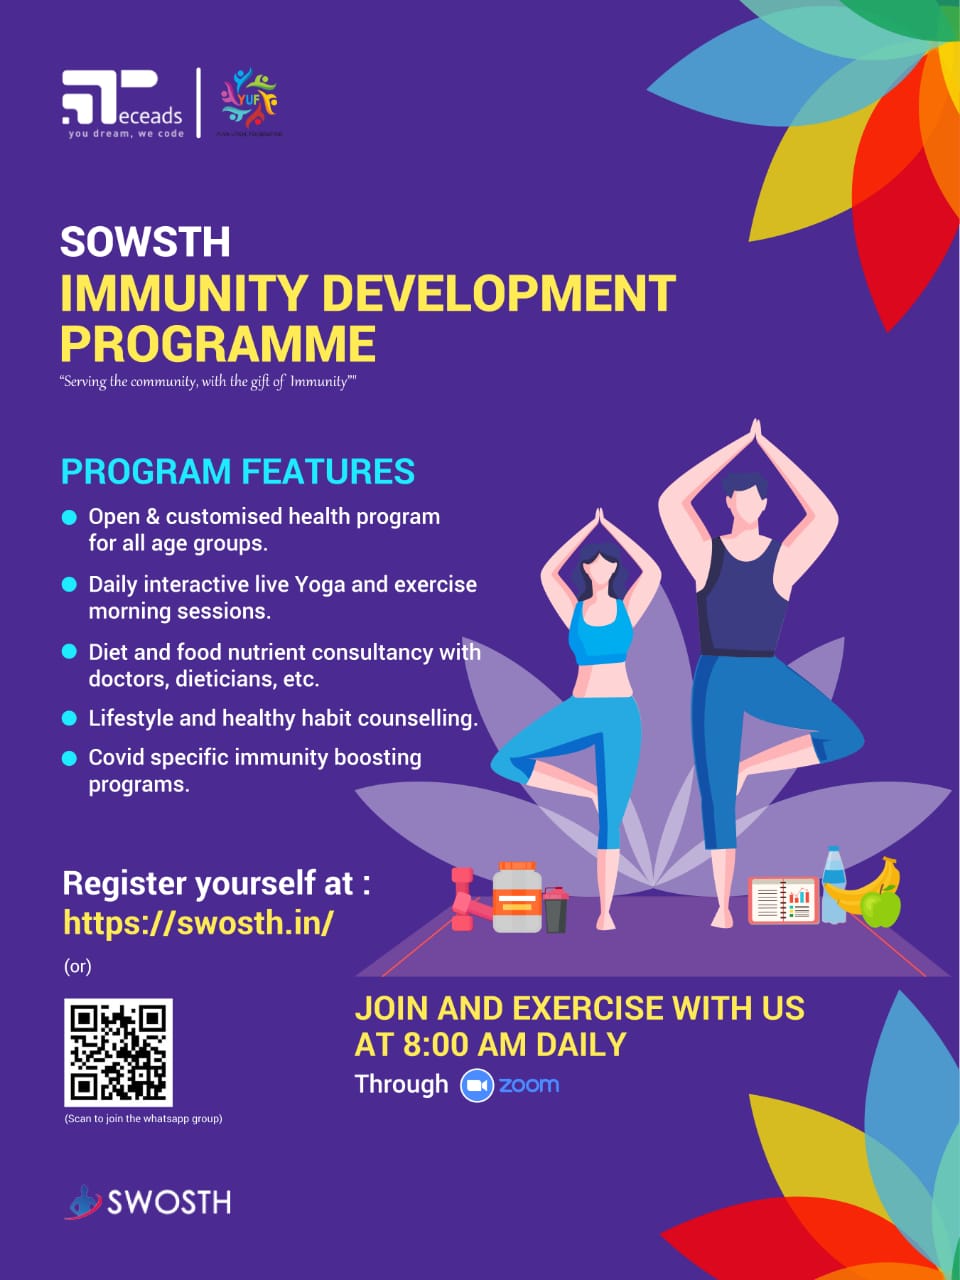 eceads
you dream, we code
YUF
SOWSTH
IMMUNITY DEVELOPMENT
PROGRAMME
“Serving the community, with the gift of Immunity””
PROGRAM FEATURES
Open & customised health program
for all age groups.
Daily interactive live Yoga and exercise
morning sessions.
Diet and food nutrient consultancy with
doctors, dieticians, etc.
Lifestyle and healthy habit counselling.
Covid specific immunity boosting
programs.
Register yourself at :
https://swosth.in/
(or)
(Scan to join the whatsapp group)
JOIN AND EXERCISE WITH US
AT 8:00 AM DAILY
Through zoom
SWOSTH